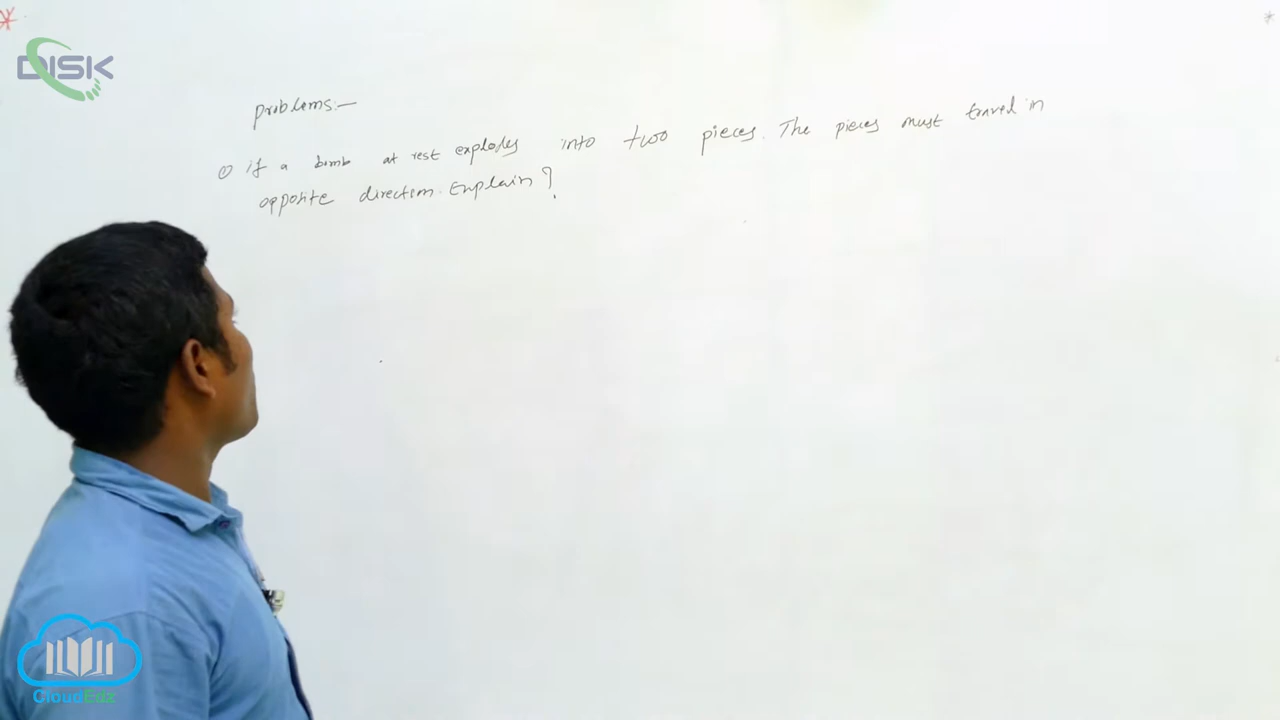 DISK
Problems:-
① if a bomb at rest explodes into two pieces. The pieces must travel in
opposite direction. Explain?
CloudEdz